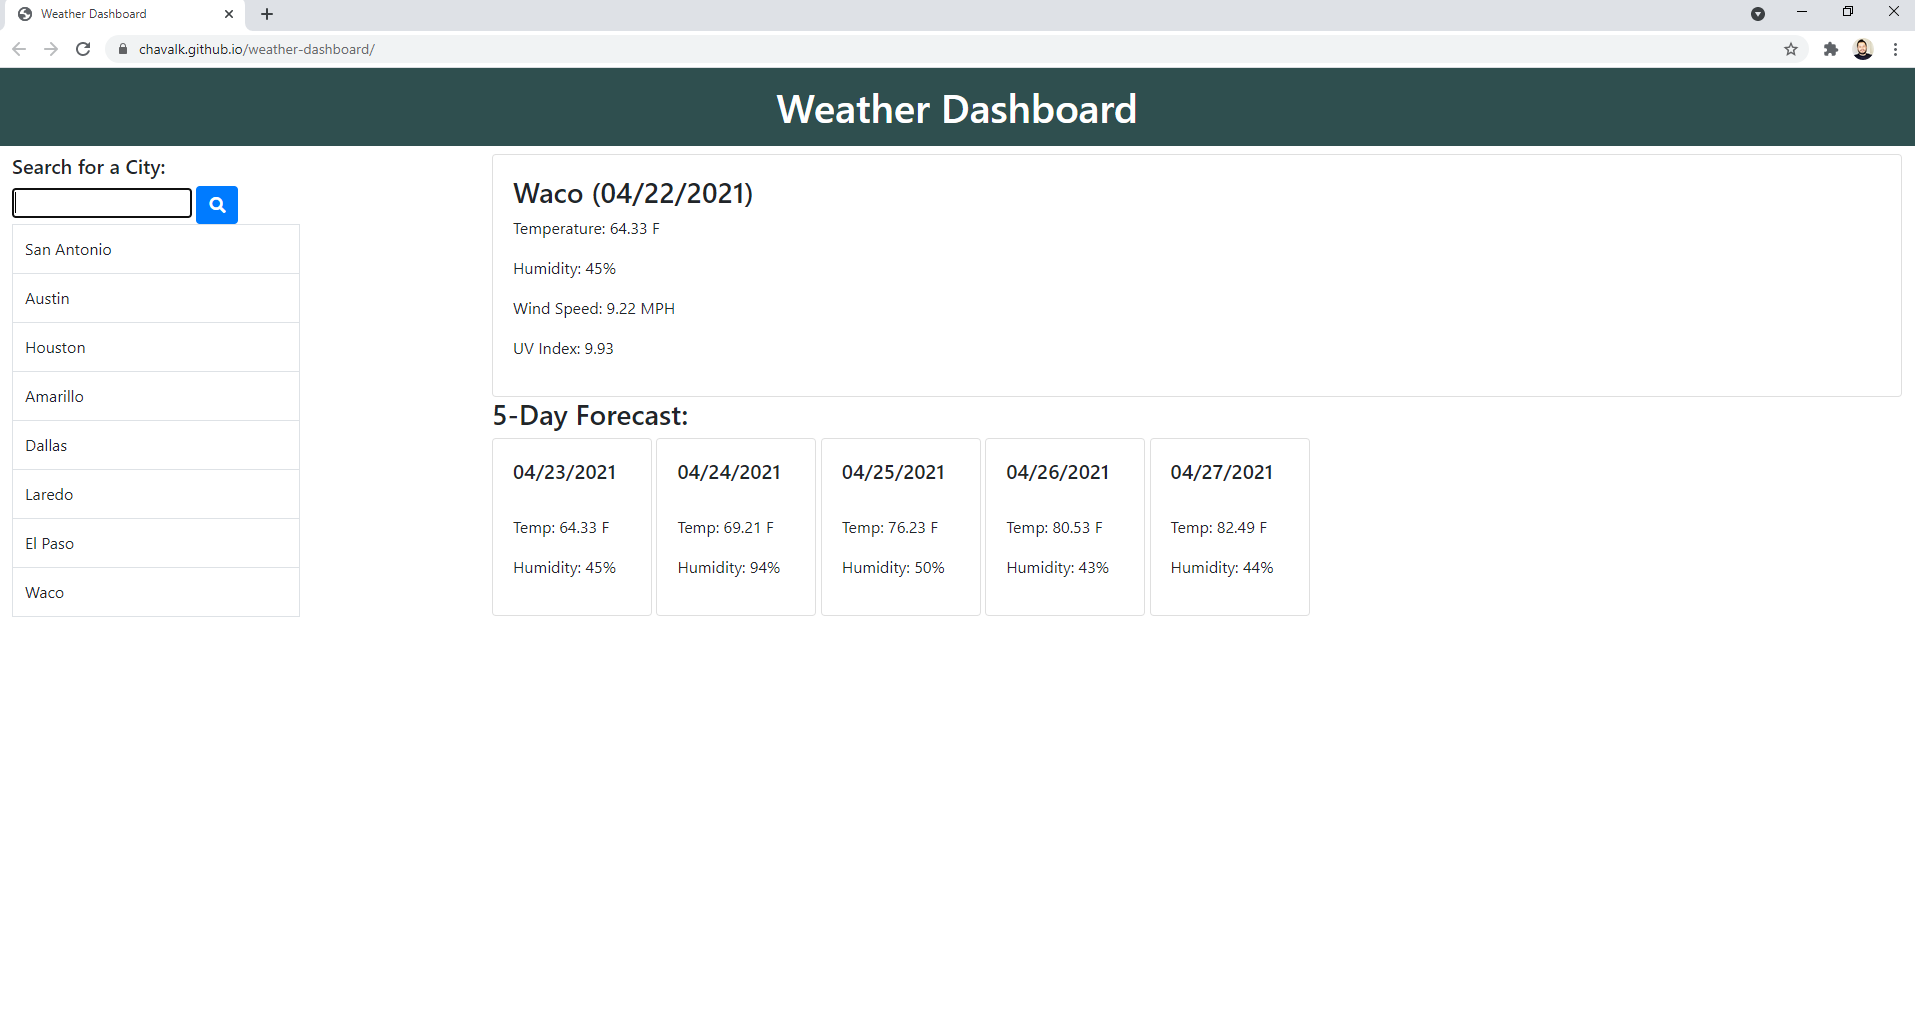 Weather Dashboard
chavalk.github.io/weather-dashboard/
Weather Dashboard
Search for a City:
San Antonio
Austin
Houston
Amarillo
Dallas
Laredo
El Paso
Waco
Waco (04/22/2021)
Temperature: 64.33 F
Humidity: 45%
Wind Speed: 9.22 MPH
UV Index: 9.93
5-Day Forecast:
04/23/2021
Temp: 64.33 F
Humidity: 45%
04/24/2021
Temp: 69.21 F
Humidity: 94%
04/25/2021
Temp: 76.23 F
Humidity: 50%
04/26/2021
Temp: 80.53 F
Humidity: 43%
04/27/2021
Temp: 82.49 F
Humidity: 44%